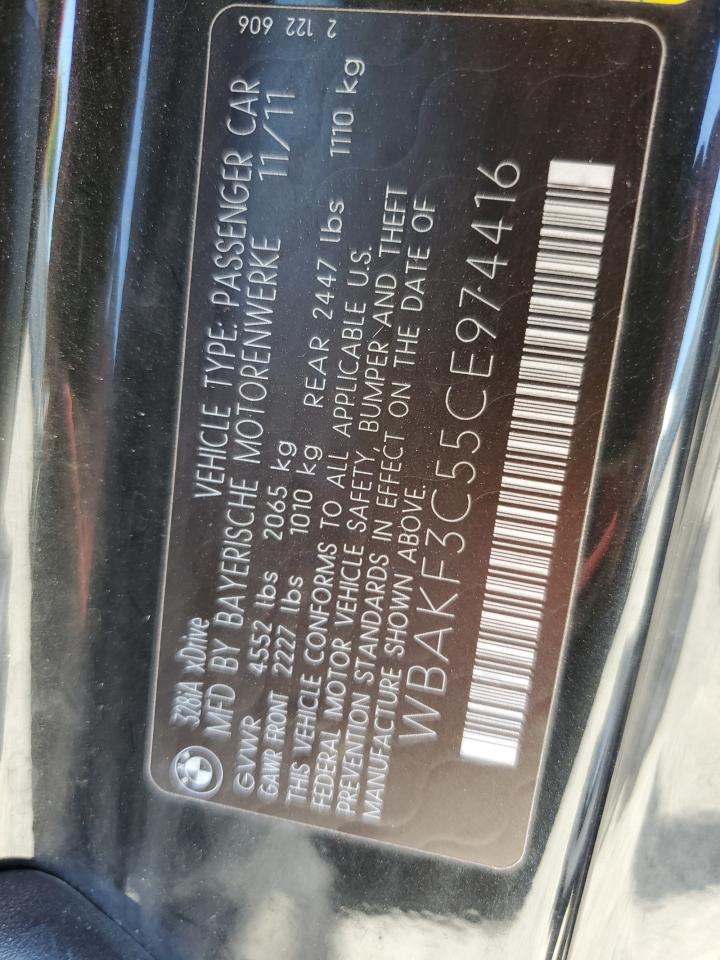 2 122 606
328iA xDrive VEHICLE TYPE: PASSENGER CAR
MFD BY BAYERISCHE MOTORENWERKE 11/11
GVWR 4552 lbs 2065 kg
GAWR FRONT 2227 lbs 1010 kg REAR 2447 lbs 1110 kg
THIS VEHICLE CONFORMS TO ALL APPLICABLE U.S.
FEDERAL MOTOR VEHICLE SAFETY, BUMPER AND THEFT
PREVENTION STANDARDS IN EFFECT ON THE DATE OF
MANUFACTURE SHOWN ABOVE.
WBAKF3C55CE974416